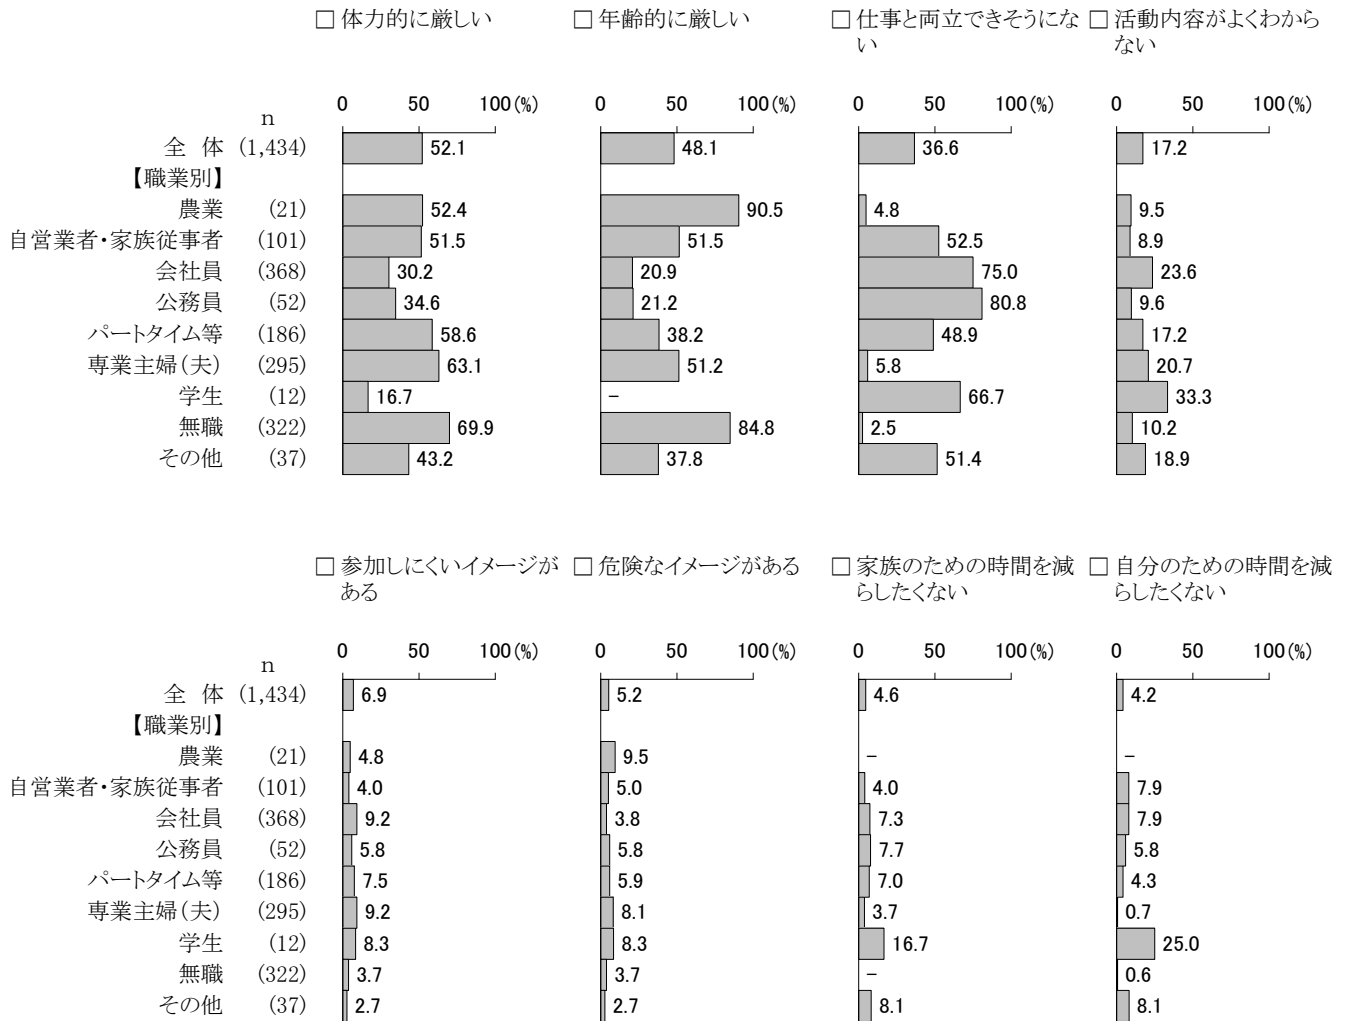 □ 体力的に厳しい □ 年齢的に厳しい □ 仕事と両立できそうにな □ 活動内容がよくわから
い ない
0 50 100(%) 0 50 100(%) 0 50 100(%) 0 50 100(%)
n
全 体 (1,434) 52.1 48.1 36.6 17.2
【職業別】
農業 (21) 52.4 90.5 4.8 9.5
自営業者・家族従事者 (101) 51.5 51.5 52.5 8.9
会社員 (368) 30.2 20.9 75.0 23.6
公務員 (52) 34.6 21.2 80.8 9.6
パートタイム等 (186) 58.6 38.2 48.9 17.2
専業主婦(夫) (295) 63.1 51.2 5.8 20.7
学生 (12) 16.7 - 66.7 33.3
無職 (322) 69.9 84.8 2.5 10.2
その他 (37) 43.2 37.8 51.4 18.9
□ 参加しにくいイメージが □ 危険なイメージがある □ 家族のための時間を減 □ 自分のための時間を減
ある らしたくない らしたくない
0 50 100(%) 0 50 100(%) 0 50 100(%) 0 50 100(%)
n
全 体 (1,434) 6.9 5.2 4.6 4.2
【職業別】
農業 (21) 4.8 9.5 - -
自営業者・家族従事者 (101) 4.0 5.0 4.0 7.9
会社員 (368) 9.2 3.8 7.3 7.9
公務員 (52) 5.8 5.8 7.7 5.8
パートタイム等 (186) 7.5 5.9 7.0 4.3
専業主婦(夫) (295) 9.2 8.1 3.7 0.7
学生 (12) 8.3 8.3 16.7 25.0
無職 (322) 3.7 3.7 - 0.6
その他 (37) 2.7 2.7 8.1 8.1